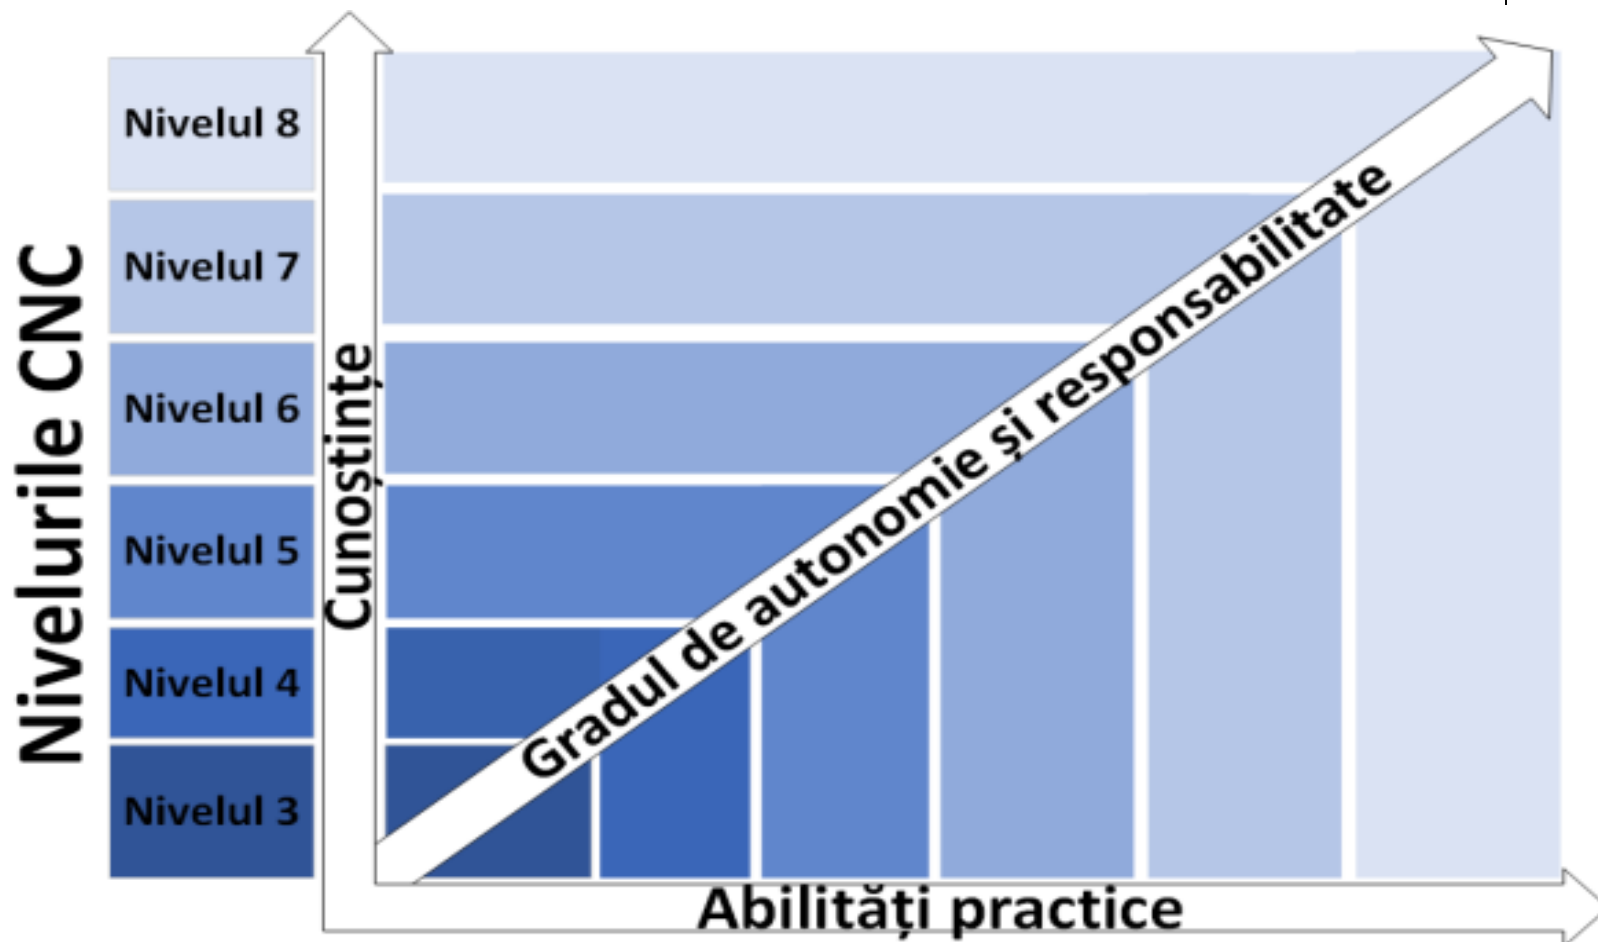 Nivelurile CNC
Nivelul 8
Nivelul 7
Nivelul 6
Nivelul 5
Nivelul 4
Nivelul 3
Cunoștințe
Gradul de autonomie și responsabilitate
Abilități practice